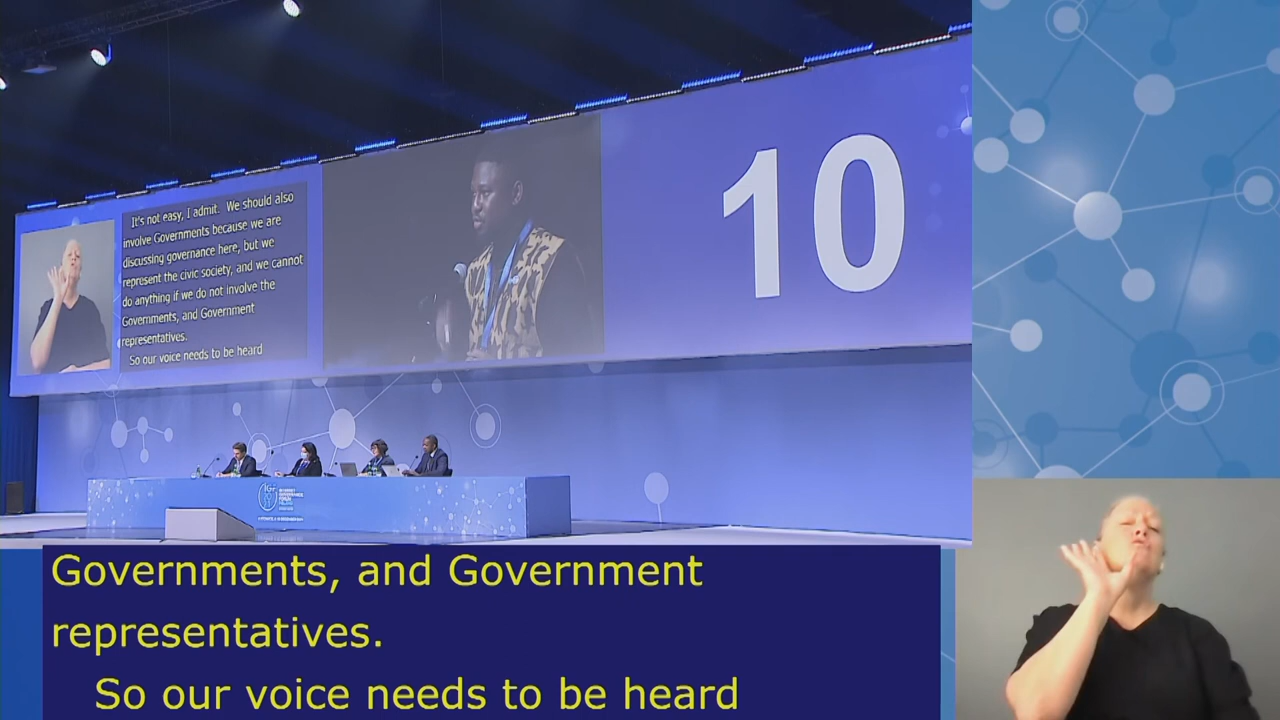 It's not easy, I admit. We should also
involve Governments because we are
discussing governance here, but we
represent the civic society, and we cannot
do anything if we do not involve the
Governments, and Government
representatives.
So our voice needs to be heard
10
IGF
Governments, and Government
representatives.
So our voice needs to be heard